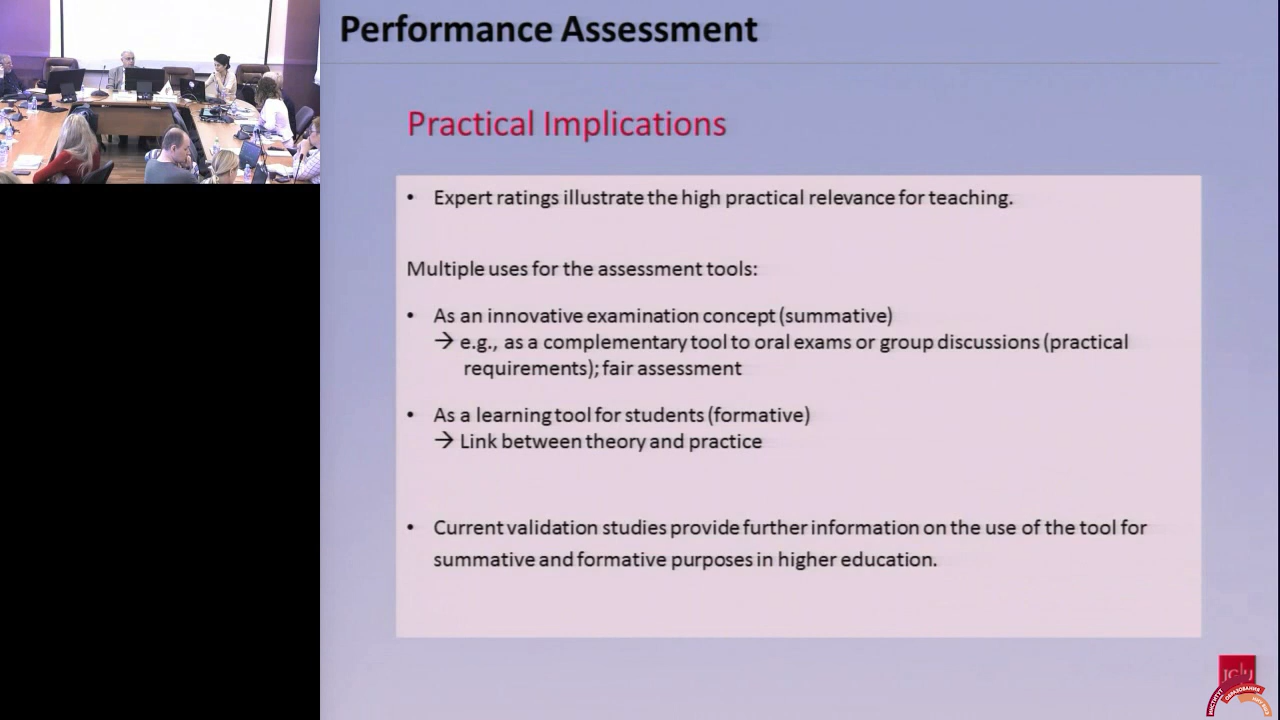 Performance Assessment
Practical Implications
• Expert ratings illustrate the high practical relevance for teaching.
Multiple uses for the assessment tools:
• As an innovative examination concept (summative)
→ e.g., as a complementary tool to oral exams or group discussions (practical
requirements); fair assessment
• As a learning tool for students (formative)
→ Link between theory and practice
• Current validation studies provide further information on the use of the tool for
summative and formative purposes in higher education.
ИНСТИТУТ
ОБРАЗОВАНИЯ